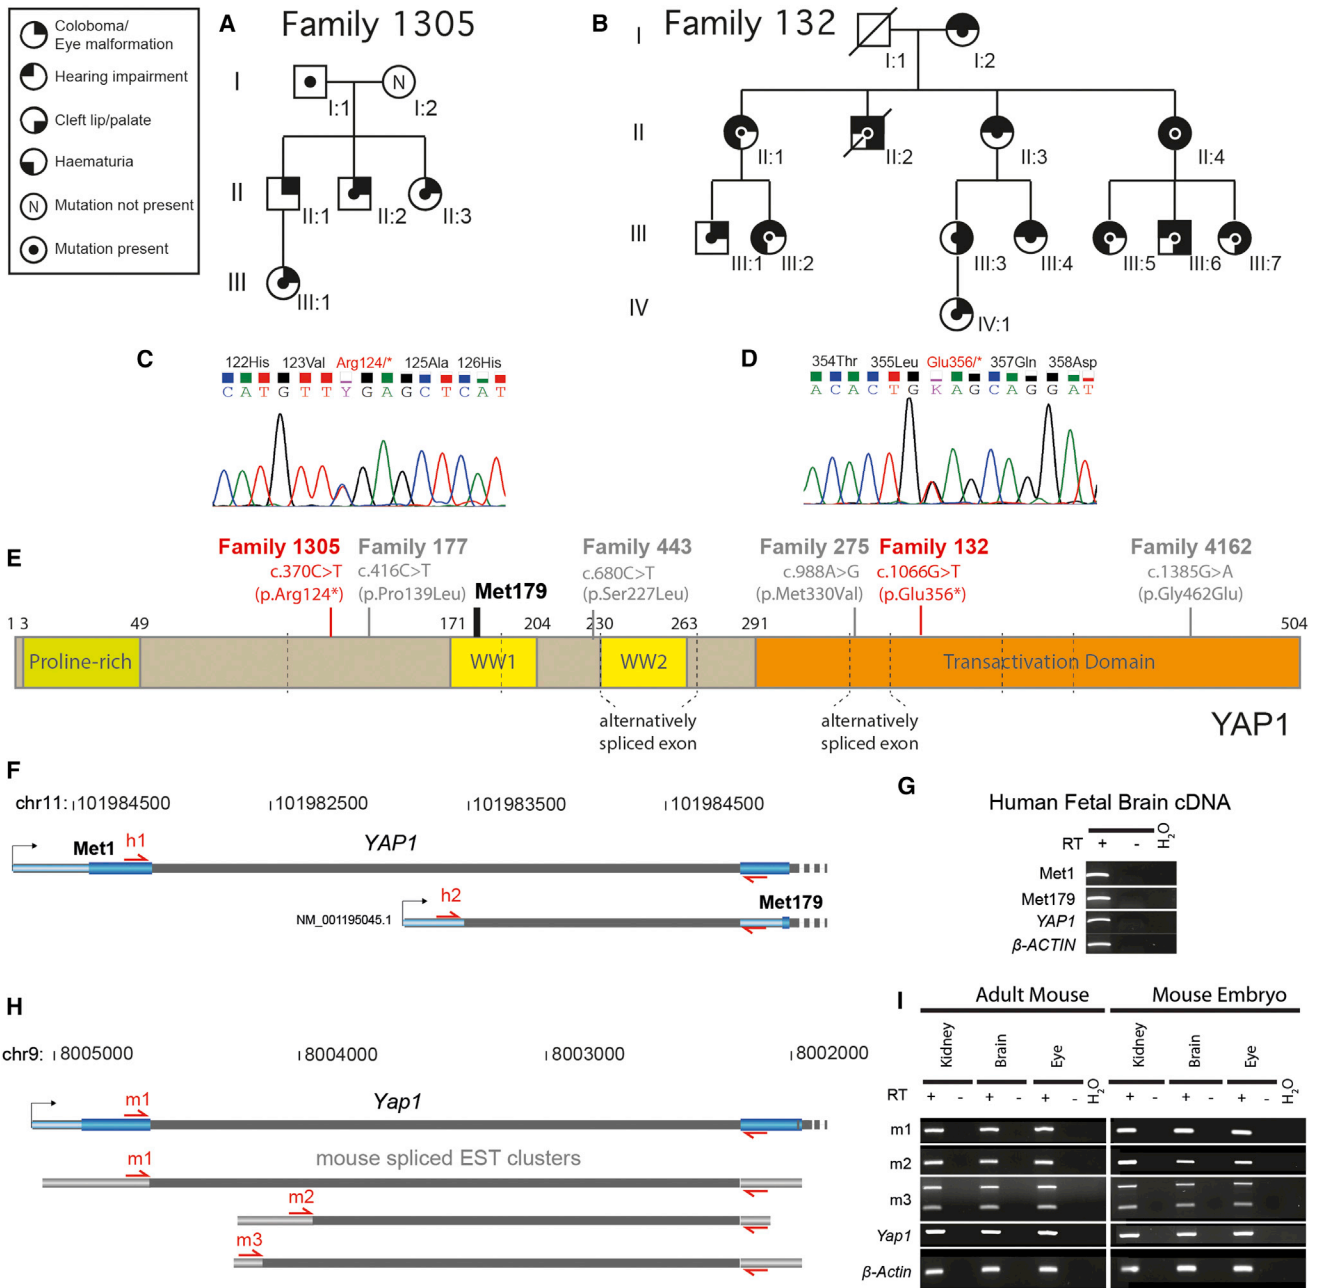 Coloboma/
Eye malformation
Hearing impairment
Cleft lip/palate
Haematuria
N Mutation not present
Mutation present
A Family 1305
I
N
I:1 I:2
II
II:1 II:2 II:3
III
III:1
B Family 132
I
I:1 I:2
II
II:1 II:2 II:3 II:4
III
III:1 III:2 III:3 III:4 III:5 III:6 III:7
IV
IV:1
C
122His 123Val Arg124/* 125Ala 126His
C A T G T T Y G A G C T C A T
D
354Thr 355Leu Glu356/* 357Gln 358Asp
A C A C T G K A G C A G G A T
E
Family 1305 Family 177 Family 443 Family 275 Family 132 Family 4162
c.370C>T c.416C>T c.680C>T c.988A>G c.1066G>T c.1385G>A
(p.Arg124*) (p.Pro139Leu) Met179 (p.Ser227Leu) (p.Met330Val) (p.Glu356*) (p.Gly462Glu)
1 3 49 171 204 230 263 291 504
Proline-rich WW1 WW2 Transactivation Domain
alternatively
spliced exon
alternatively
spliced exon
YAP1
F
chr11: 101984500 101982500 101983500 101984500
Met1 h1 YAP1
h2 Met179
NM_001195045.1
G
Human Fetal Brain cDNA
RT + - H2O
Met1
Met179
YAP1
β-ACTIN
H
chr9: 8005000 8004000 8003000 8002000
m1 Yap1
mouse spliced EST clusters
m1
m2
m3
I
Adult Mouse Mouse Embryo
Kidney Brain Eye Kidney Brain Eye
RT + - + - + - H2O + - + - + - H2O
m1
m2
m3
Yap1
β-Actin